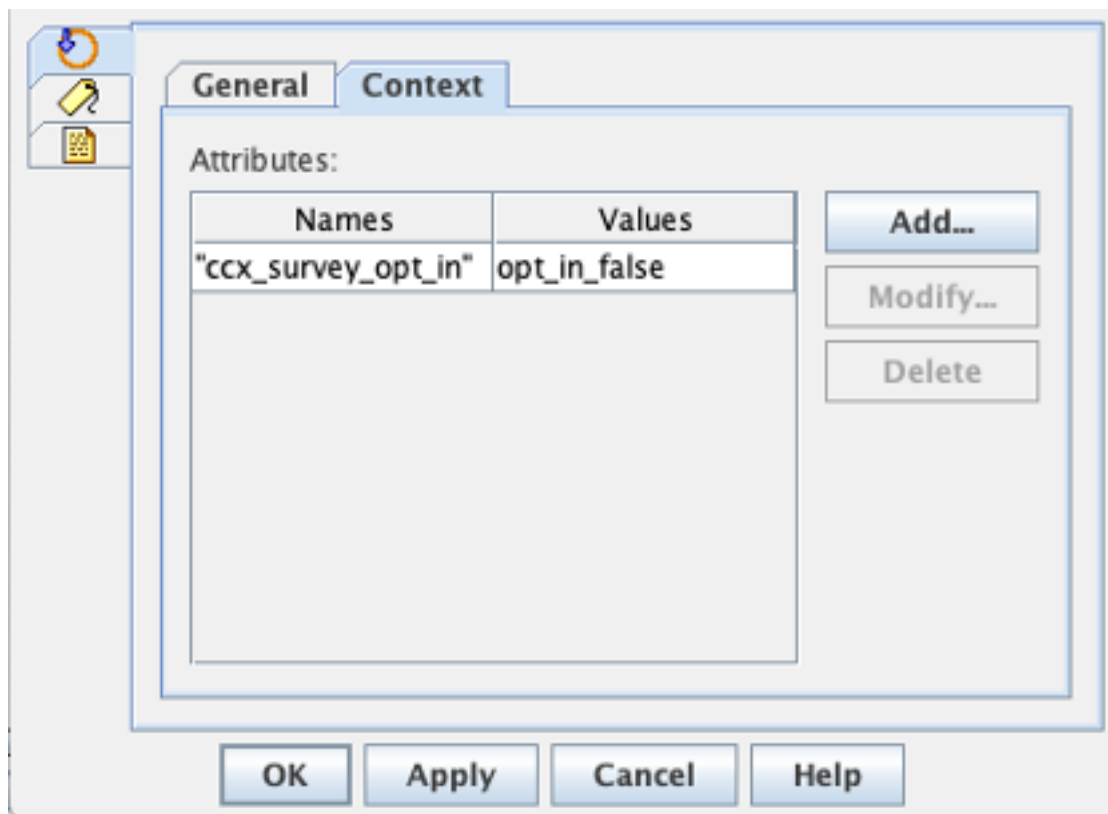 General Context
Attributes:
Names Values
"ccx_survey_opt_in" opt_in_false
Add...
Modify...
Delete
OK Apply Cancel Help